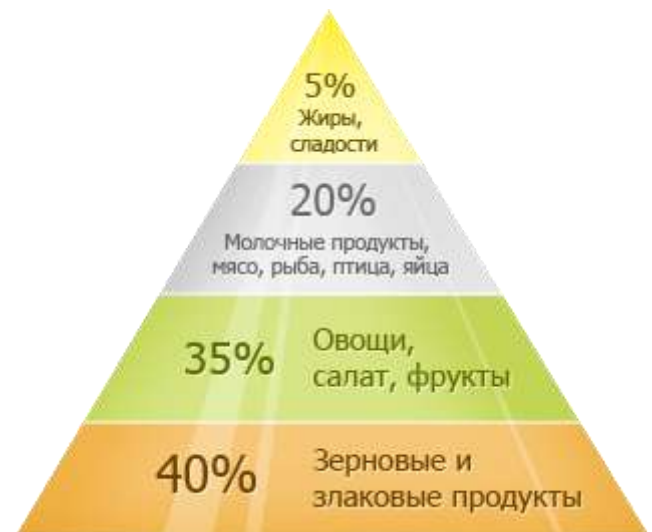 5%
Жиры,
сладости
20%
Молочные продукты,
мясо, рыба, птица, яйца
35%
Овощи,
салат, фрукты
40%
Зерновые и
злаковые продукты